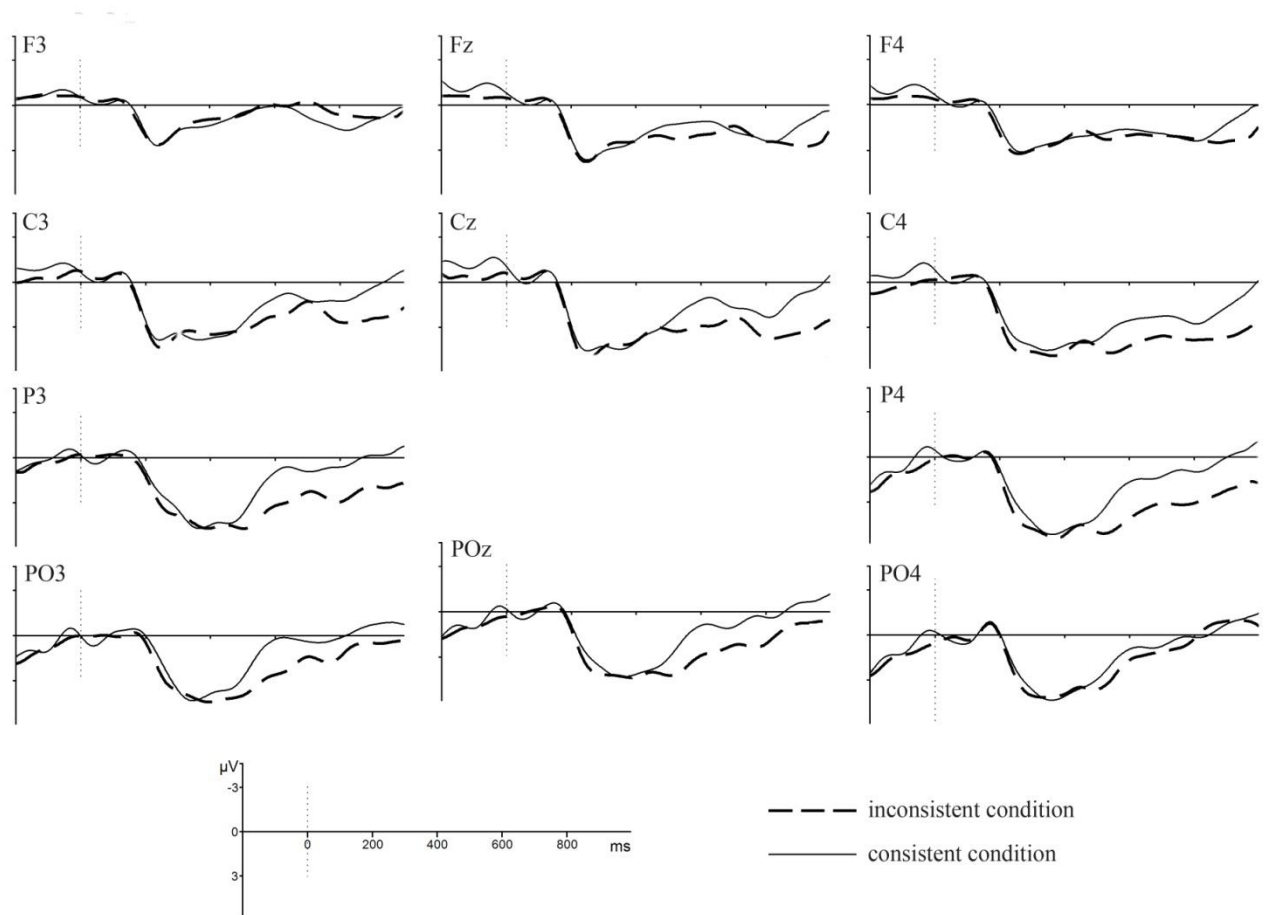 F3
Fz
F4
C3
Cz
C4
P3
P4
PO3
POz
PO4
µV
-3
0
3
0 200 400 600 800 ms
inconsistent condition
consistent condition